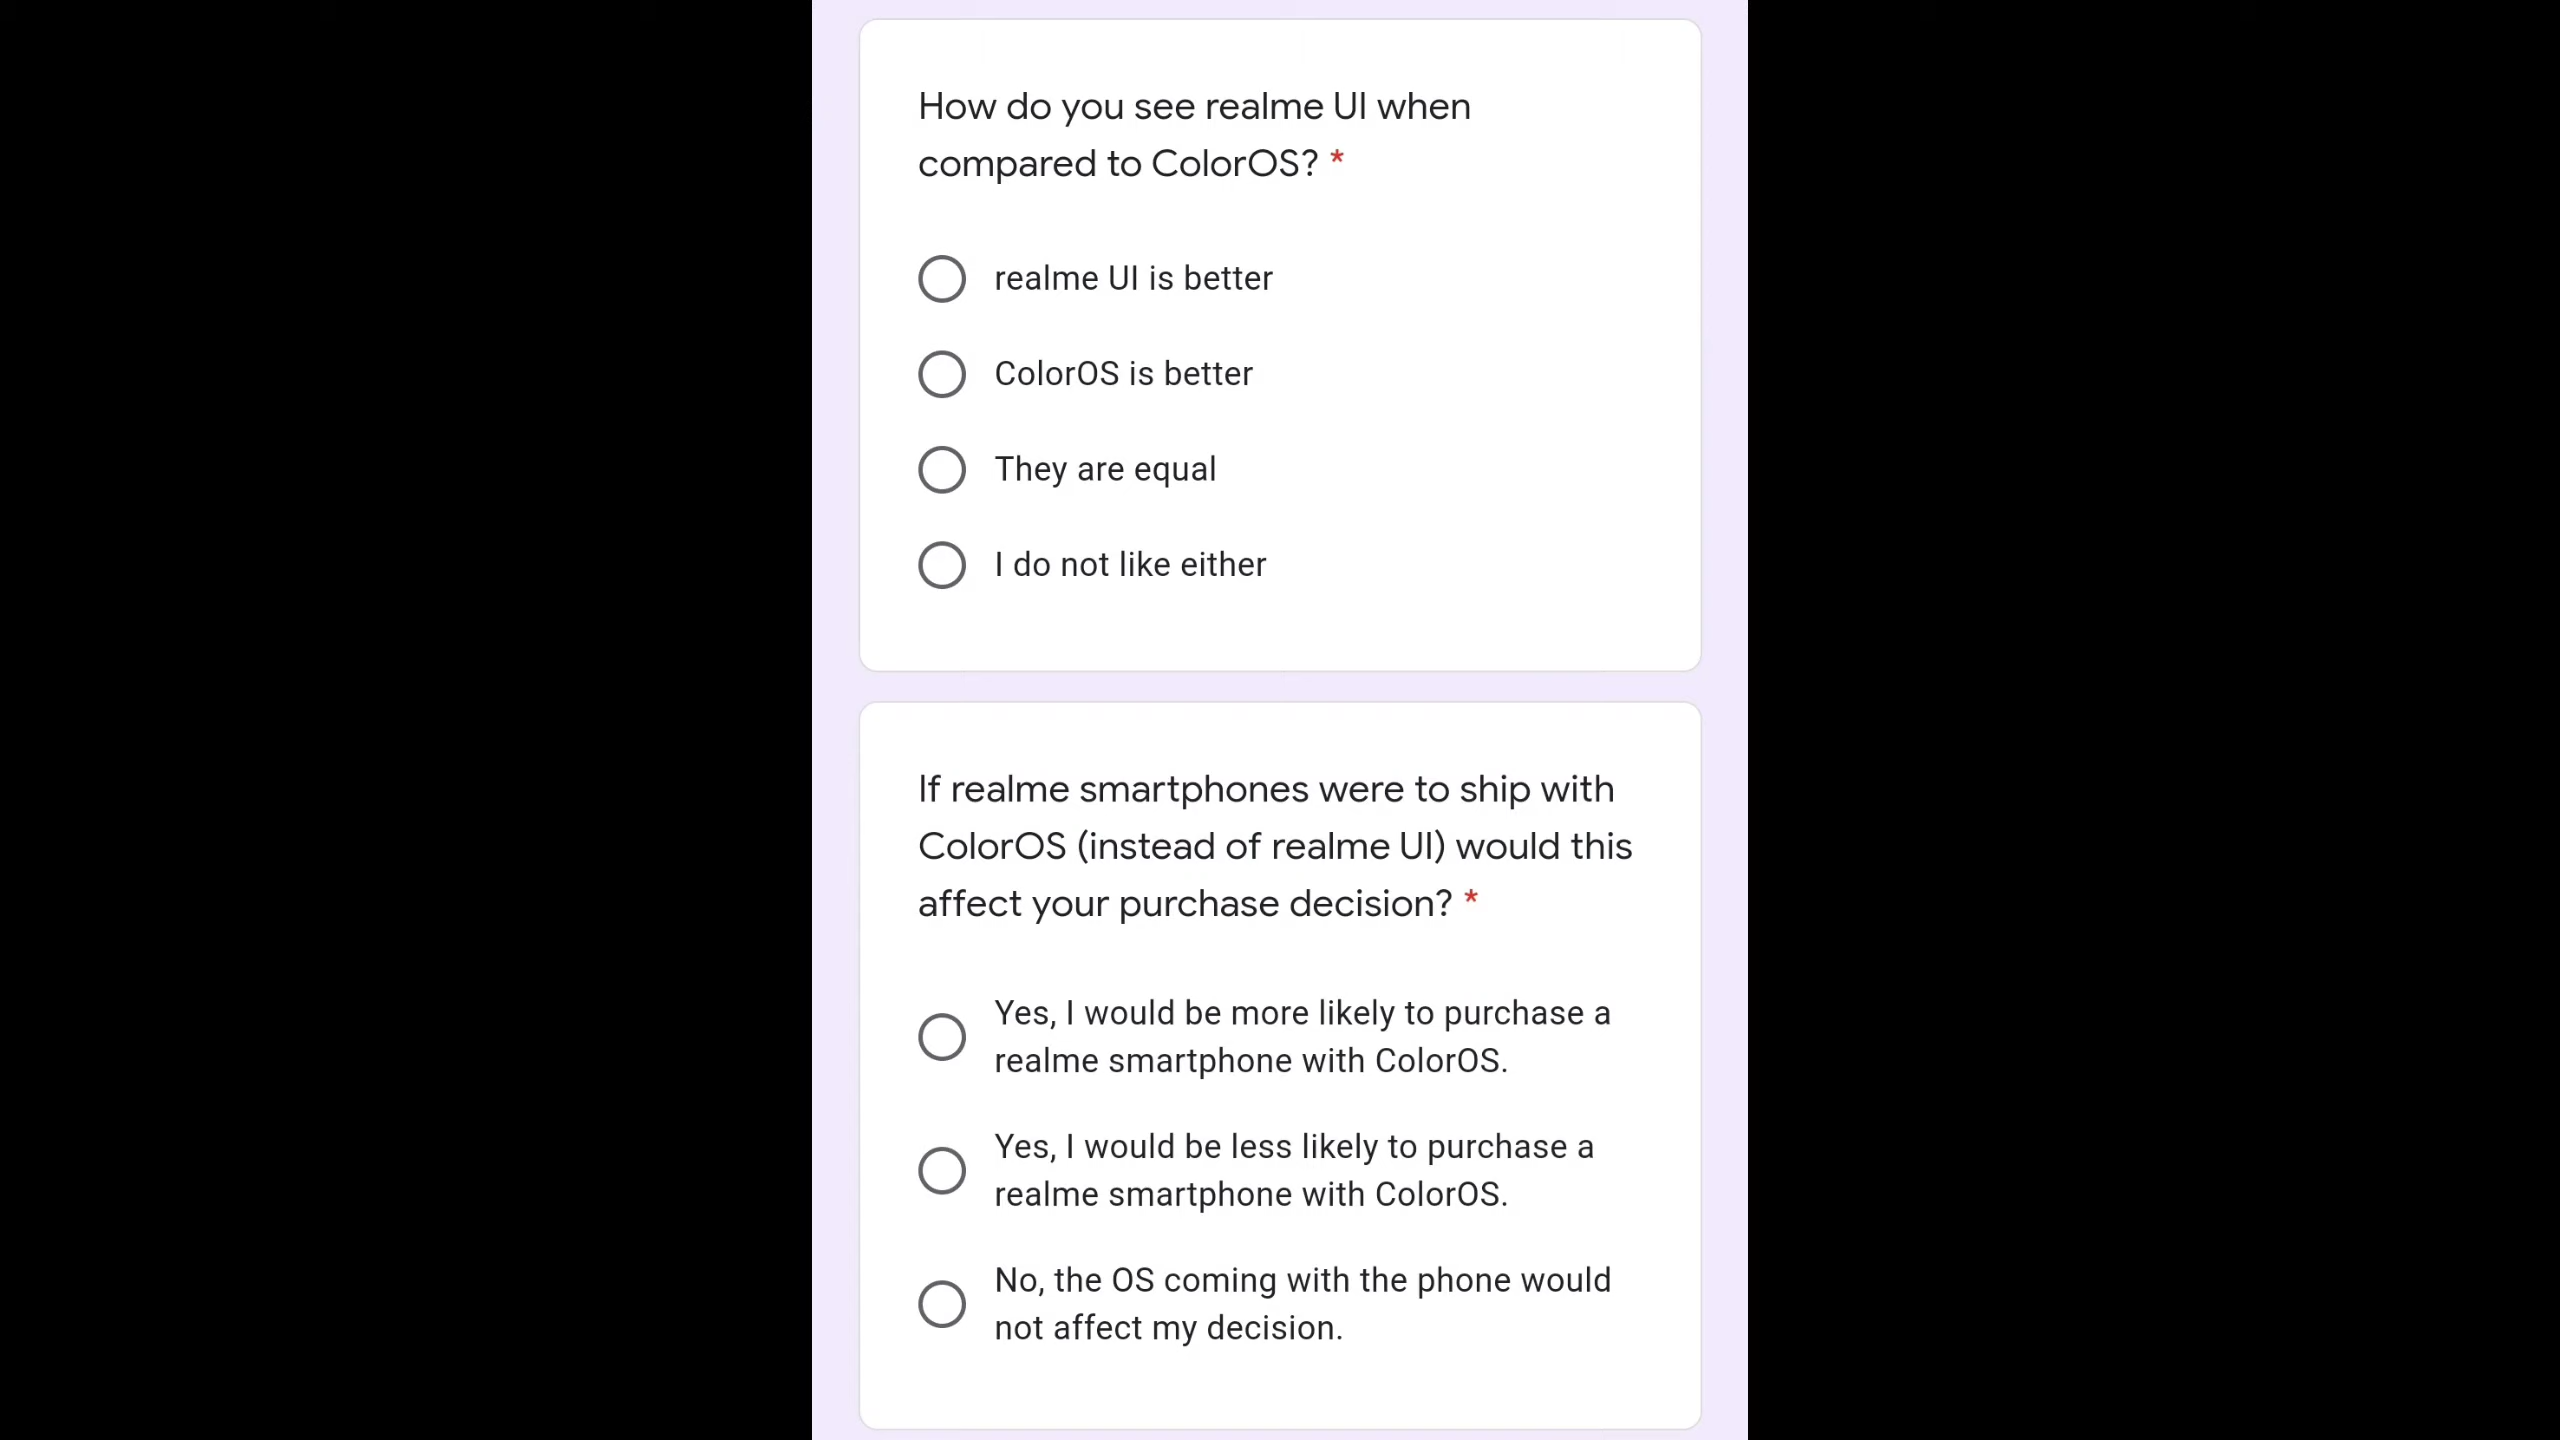 How do you see realme UI when
compared to ColorOS? *
realme UI is better
ColorOS is better
They are equal
I do not like either
If realme smartphones were to ship with
ColorOS (instead of realme UI) would this
affect your purchase decision? *
Yes, I would be more likely to purchase a
realme smartphone with ColorOS.
Yes, I would be less likely to purchase a
realme smartphone with ColorOS.
No, the OS coming with the phone would
not affect my decision.